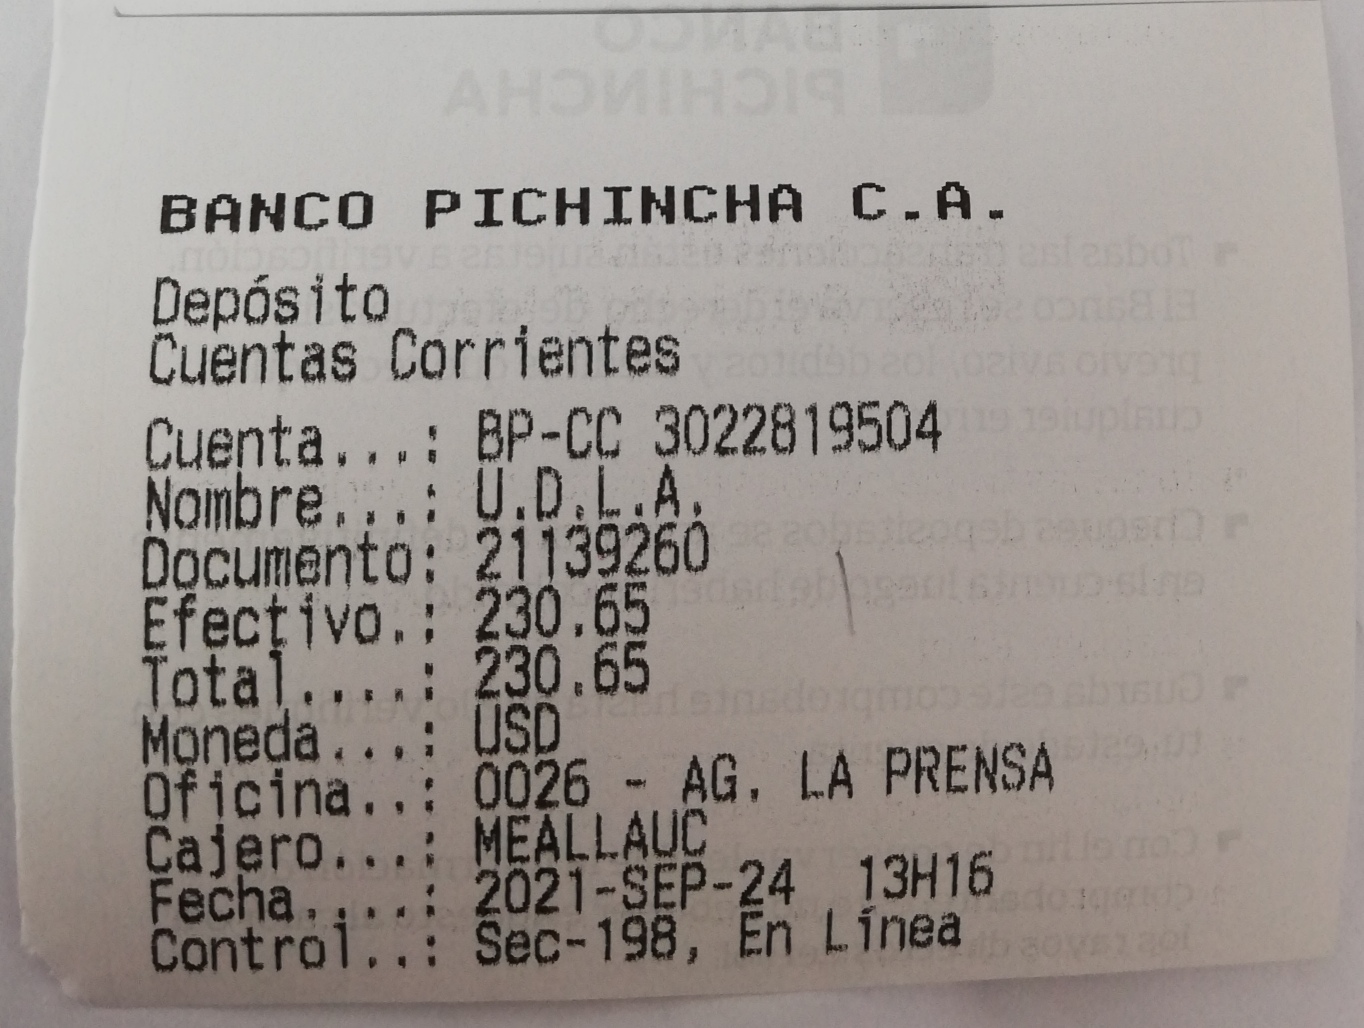 BANCO PICHINCHA C.A.
Depósito
Cuentas Corrientes
Cuenta...: BP-CC 3022819504
Nombre...: U.D.L.A.
Documento: 21139260
Efectivo.: 230.65
Total....: 230.65
Moneda...: USD
Oficina..: 0026 - AG. LA PRENSA
Cajero...: MEALLAUC
Fecha....: 2021-SEP-24 13H16
Control..: Sec-198, En Línea